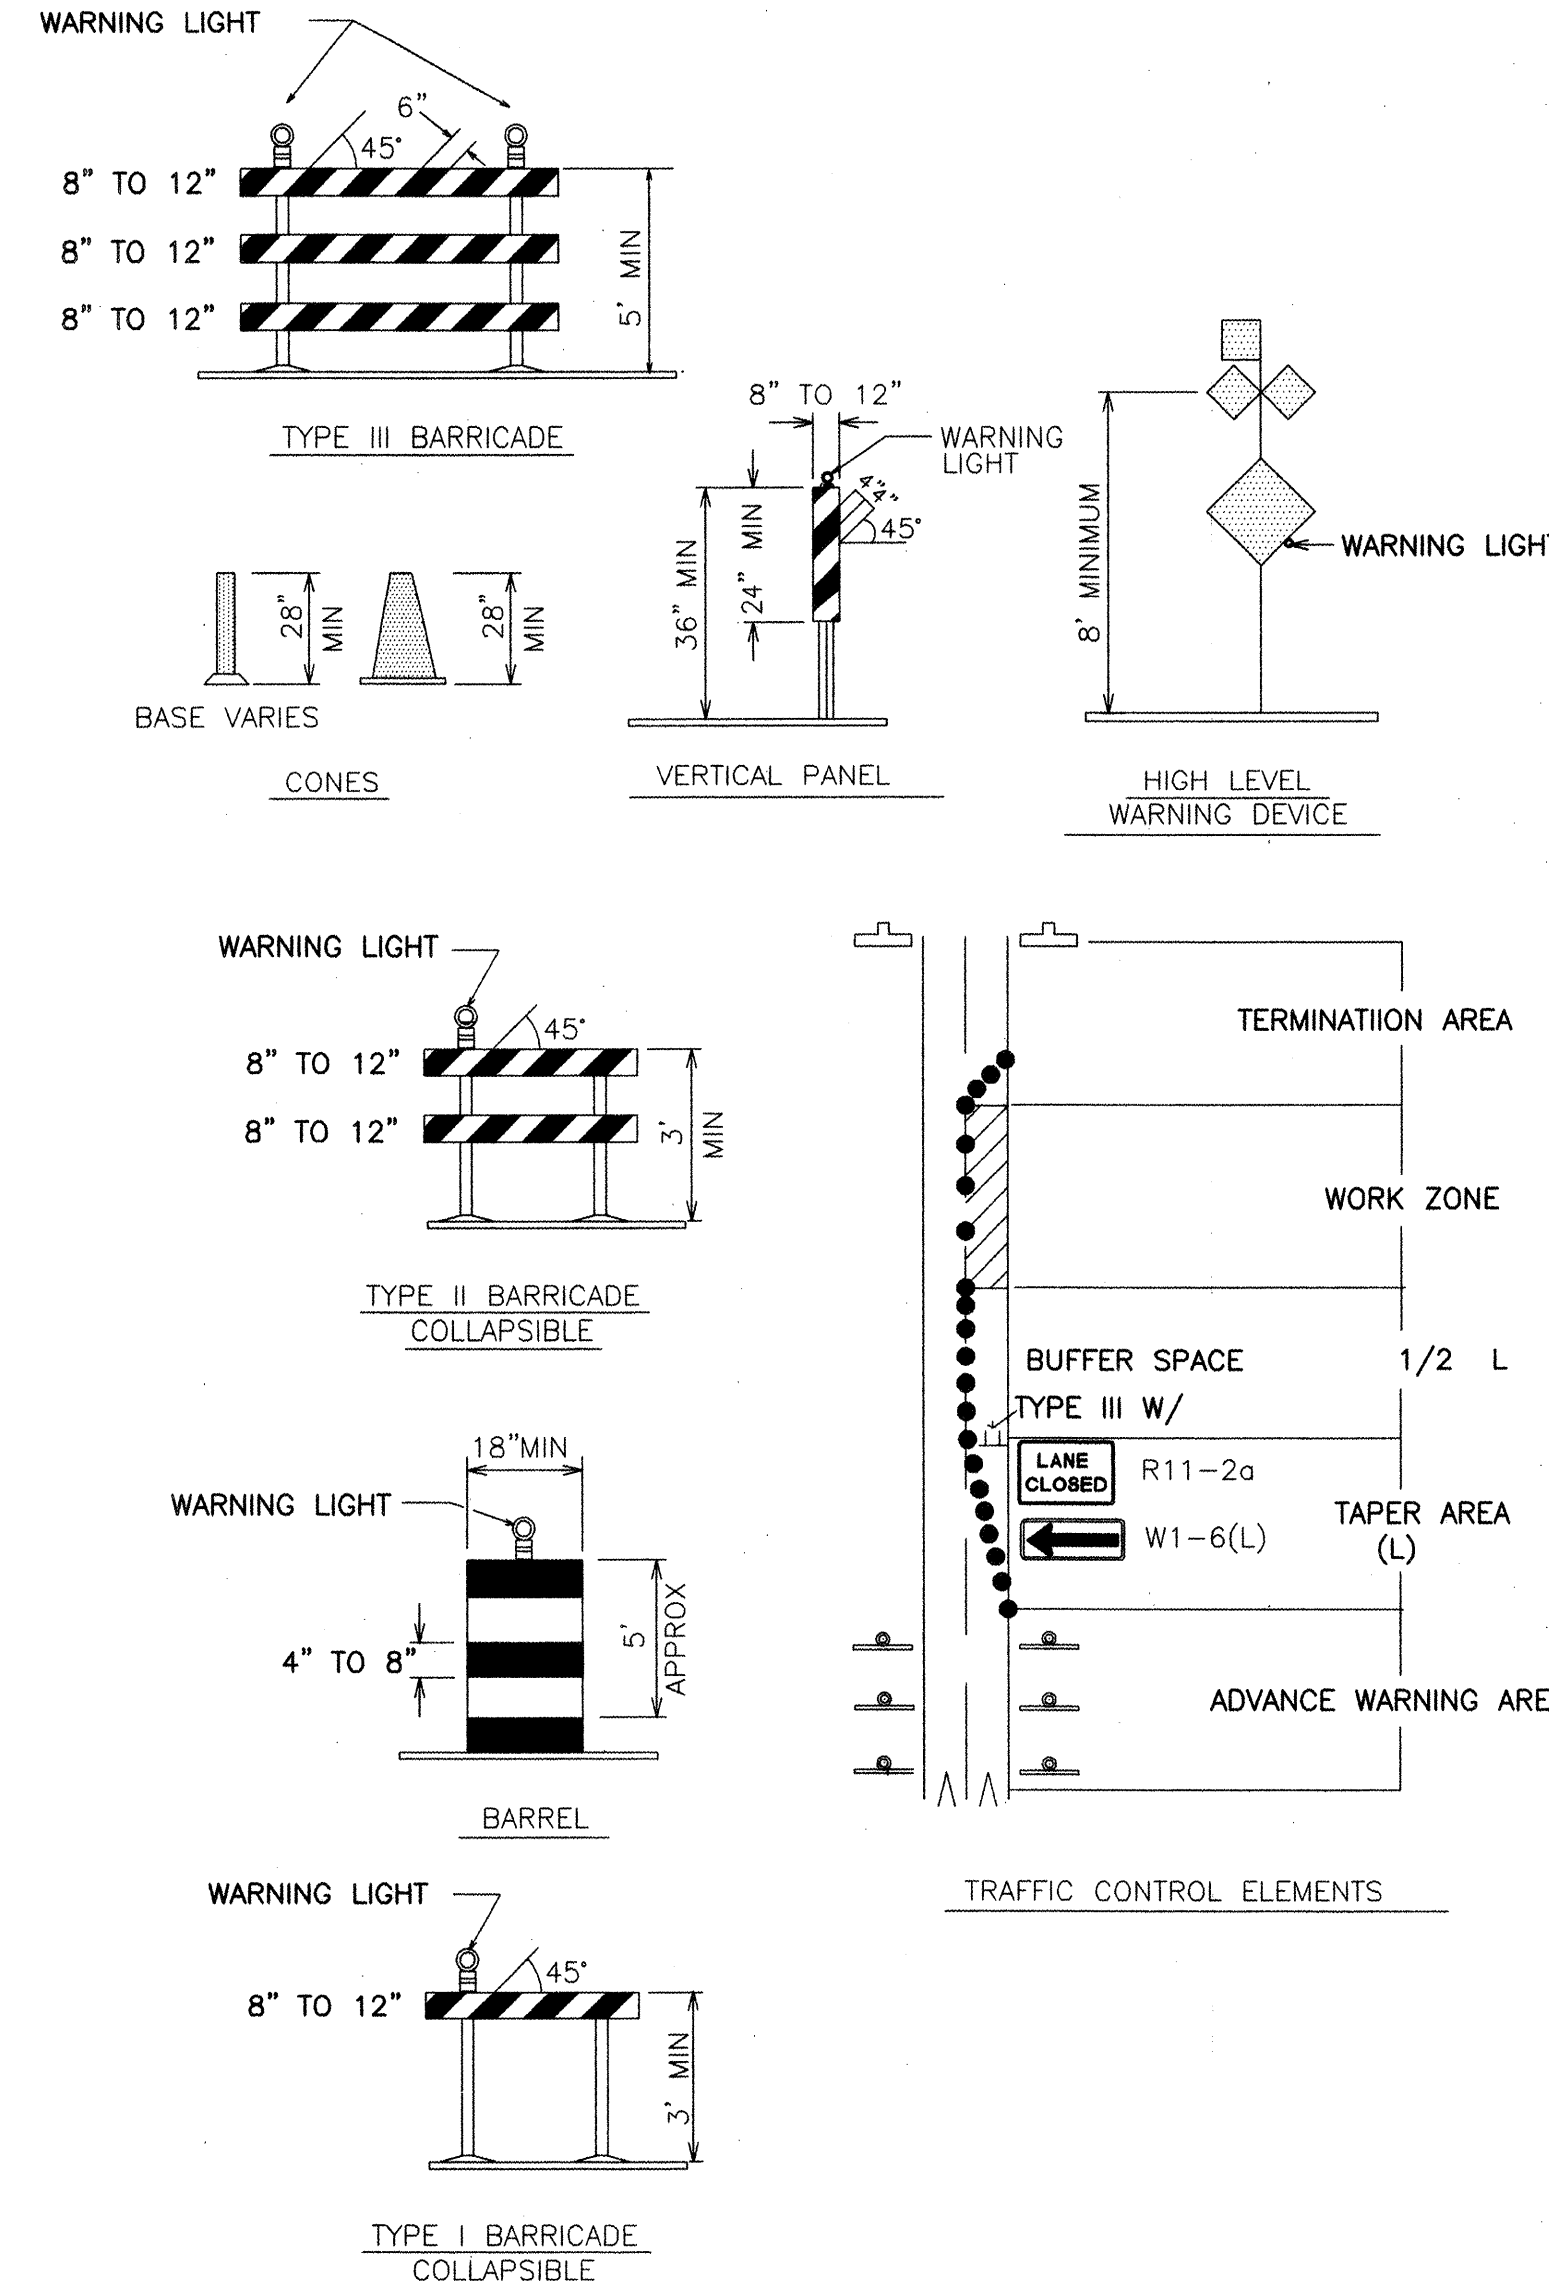 WARNING LIGHT
6”
45°
8” TO 12”
8” TO 12”
8” TO 12”
5' MIN
TYPE III BARRICADE
28”
MIN
28”
MIN
BASE VARIES
CONES
8” TO 12”
WARNING
LIGHT
4”
4”
45°
36” MIN
24” MIN
VERTICAL PANEL
8' MINIMUM
WARNING LIGH
HIGH LEVEL
WARNING DEVICE
WARNING LIGHT
45°
8” TO 12”
8” TO 12”
3'
MIN
TYPE II BARRICADE
COLLAPSIBLE
18”MIN
WARNING LIGHT
4” TO 8”
5'
APPROX
BARREL
WARNING LIGHT
45°
8” TO 12”
3' MIN
TYPE I BARRICADE
COLLAPSIBLE
TERMINATIION AREA
WORK ZONE
BUFFER SPACE 1/2 L
TYPE III W/
LANE
CLOSED
R11-2a
TAPER AREA
(L)
W1-6(L)
ADVANCE WARNING ARE
TRAFFIC CONTROL ELEMENTS